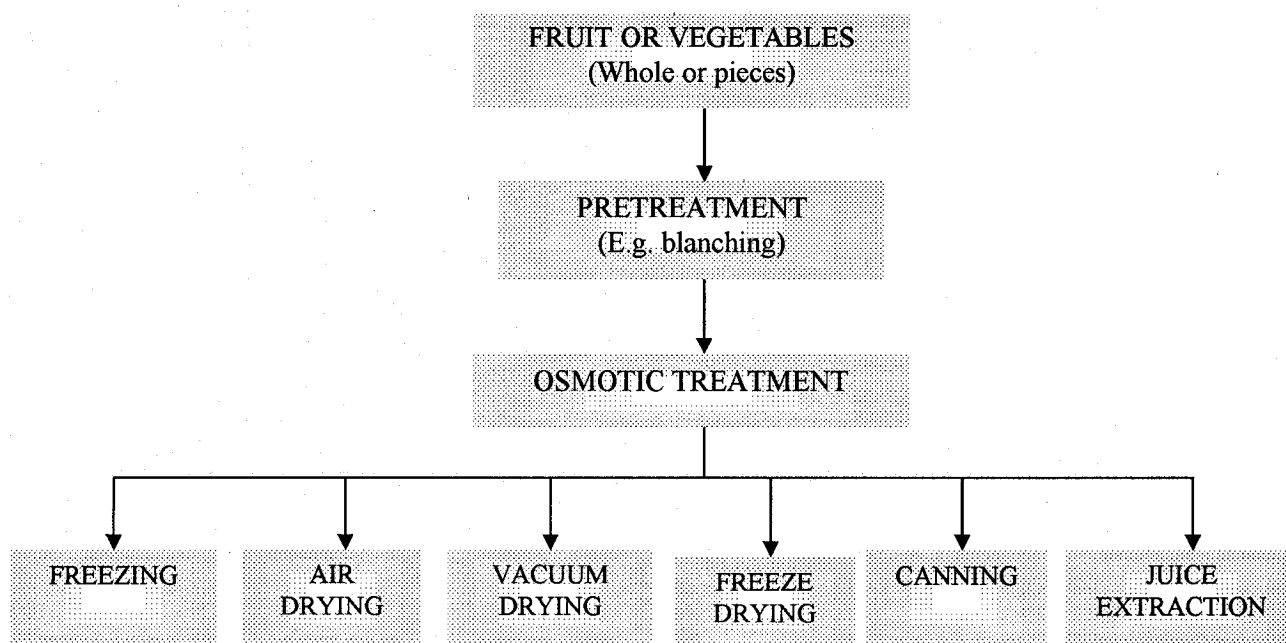 FRUIT OR VEGETABLES
(Whole or pieces)
PRETREATMENT
(E.g. blanching)
OSMOTIC TREATMENT
FREEZING
AIR
DRYING
VACUUM
DRYING
FREEZE
DRYING
CANNING
JUICE
EXTRACTION